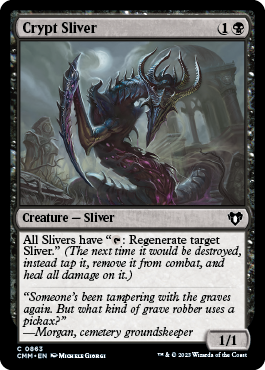 Crypt Sliver 1
Creature — Sliver
All Slivers have “: Regenerate target
Sliver.” (The next time it would be destroyed,
instead tap it, remove it from combat, and
heal all damage on it.)
“Someone’s been tampering with the graves
again. But what kind of grave robber uses a
pickax?”
—Morgan, cemetery groundskeeper
1/1
C 0863
CMM • EN Michele Giorgi
™ & © 2023 Wizards of the Coast